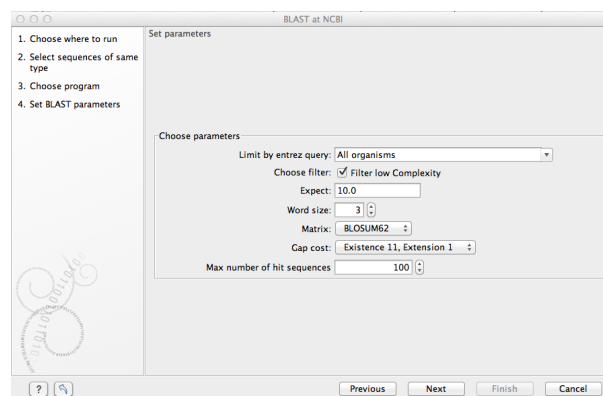 BLAST at NCBI
1. Choose where to run
2. Select sequences of same
type
3. Choose program
4. Set BLAST parameters
Set parameters
Choose parameters
Limit by entrez query: All organisms
Choose filter: Filter low Complexity
Expect: 10.0
Word size: 3
Matrix: BLOSUM62
Gap cost: Existence 11, Extension 1
Max number of hit sequences 100
? Previous Next Finish Cancel